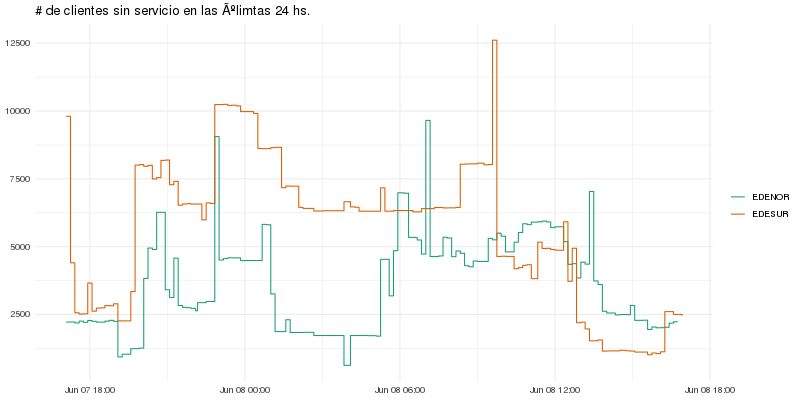 # de clientes sin servicio en las Ãºlimtas 24 hs.
12500
10000
7500
5000
2500
EDENOR
EDESUR
Jun 07 18:00
Jun 08 00:00
Jun 08 06:00
Jun 08 12:00
Jun 08 18:00